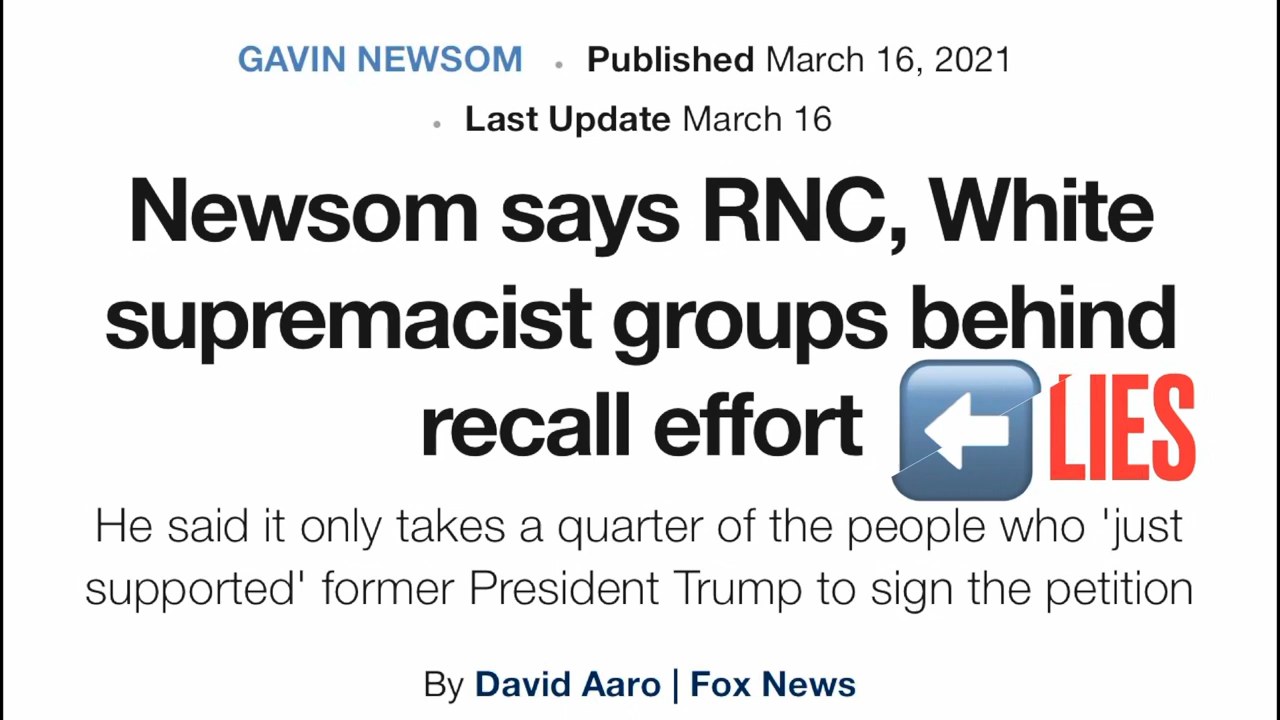 GAVIN NEWSOM • Published March 16, 2021
• Last Update March 16
Newsom says RNC, White
supremacist groups behind
recall effort LIES
He said it only takes a quarter of the people who 'just
supported' former President Trump to sign the petition
By David Aaro | Fox News